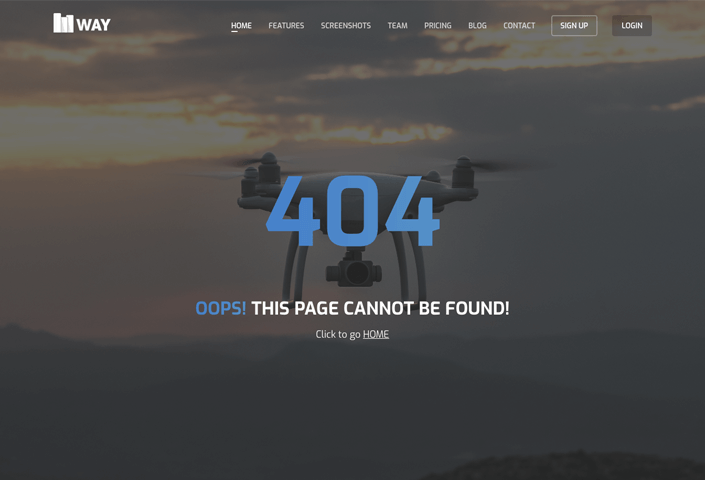 WAY
HOME FEATURES SCREENSHOTS TEAM PRICING BLOG CONTACT SIGN UP LOGIN
404
OOPS! THIS PAGE CANNOT BE FOUND!
Click to go HOME